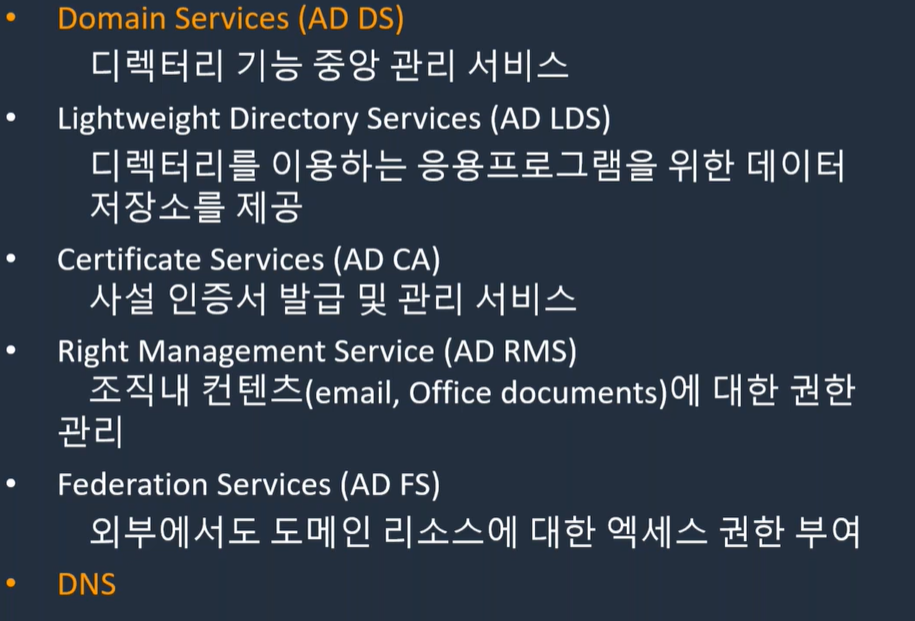 • Domain Services (AD DS)
디렉터리 기능 중앙 관리 서비스
• Lightweight Directory Services (AD LDS)
디렉터리를 이용하는 응용프로그램을 위한 데이터
저장소를 제공
• Certificate Services (AD CA)
사설 인증서 발급 및 관리 서비스
• Right Management Service (AD RMS)
조직내 컨텐츠(email, Office documents)에 대한 권한
관리
• Federation Services (AD FS)
외부에서도 도메인 리소스에 대한 엑세스 권한 부여
• DNS